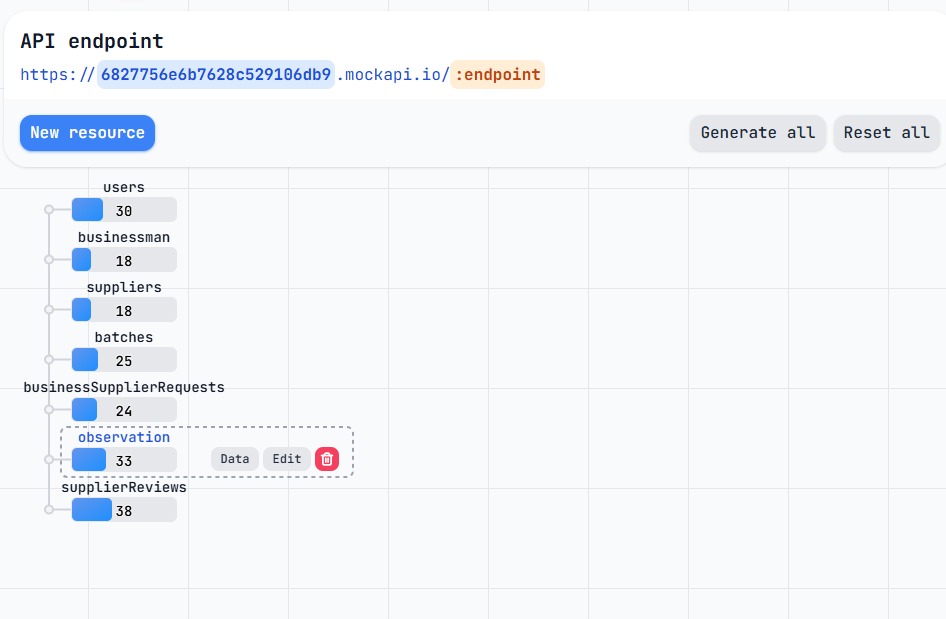 API endpoint
https://6827756e6b7628c529106db9.mockapi.io/:endpoint
New resource Generate all Reset all
users
30
businessman
18
suppliers
18
batches
25
businessSupplierRequests
24
observation
33 Data Edit
supplierReviews
38